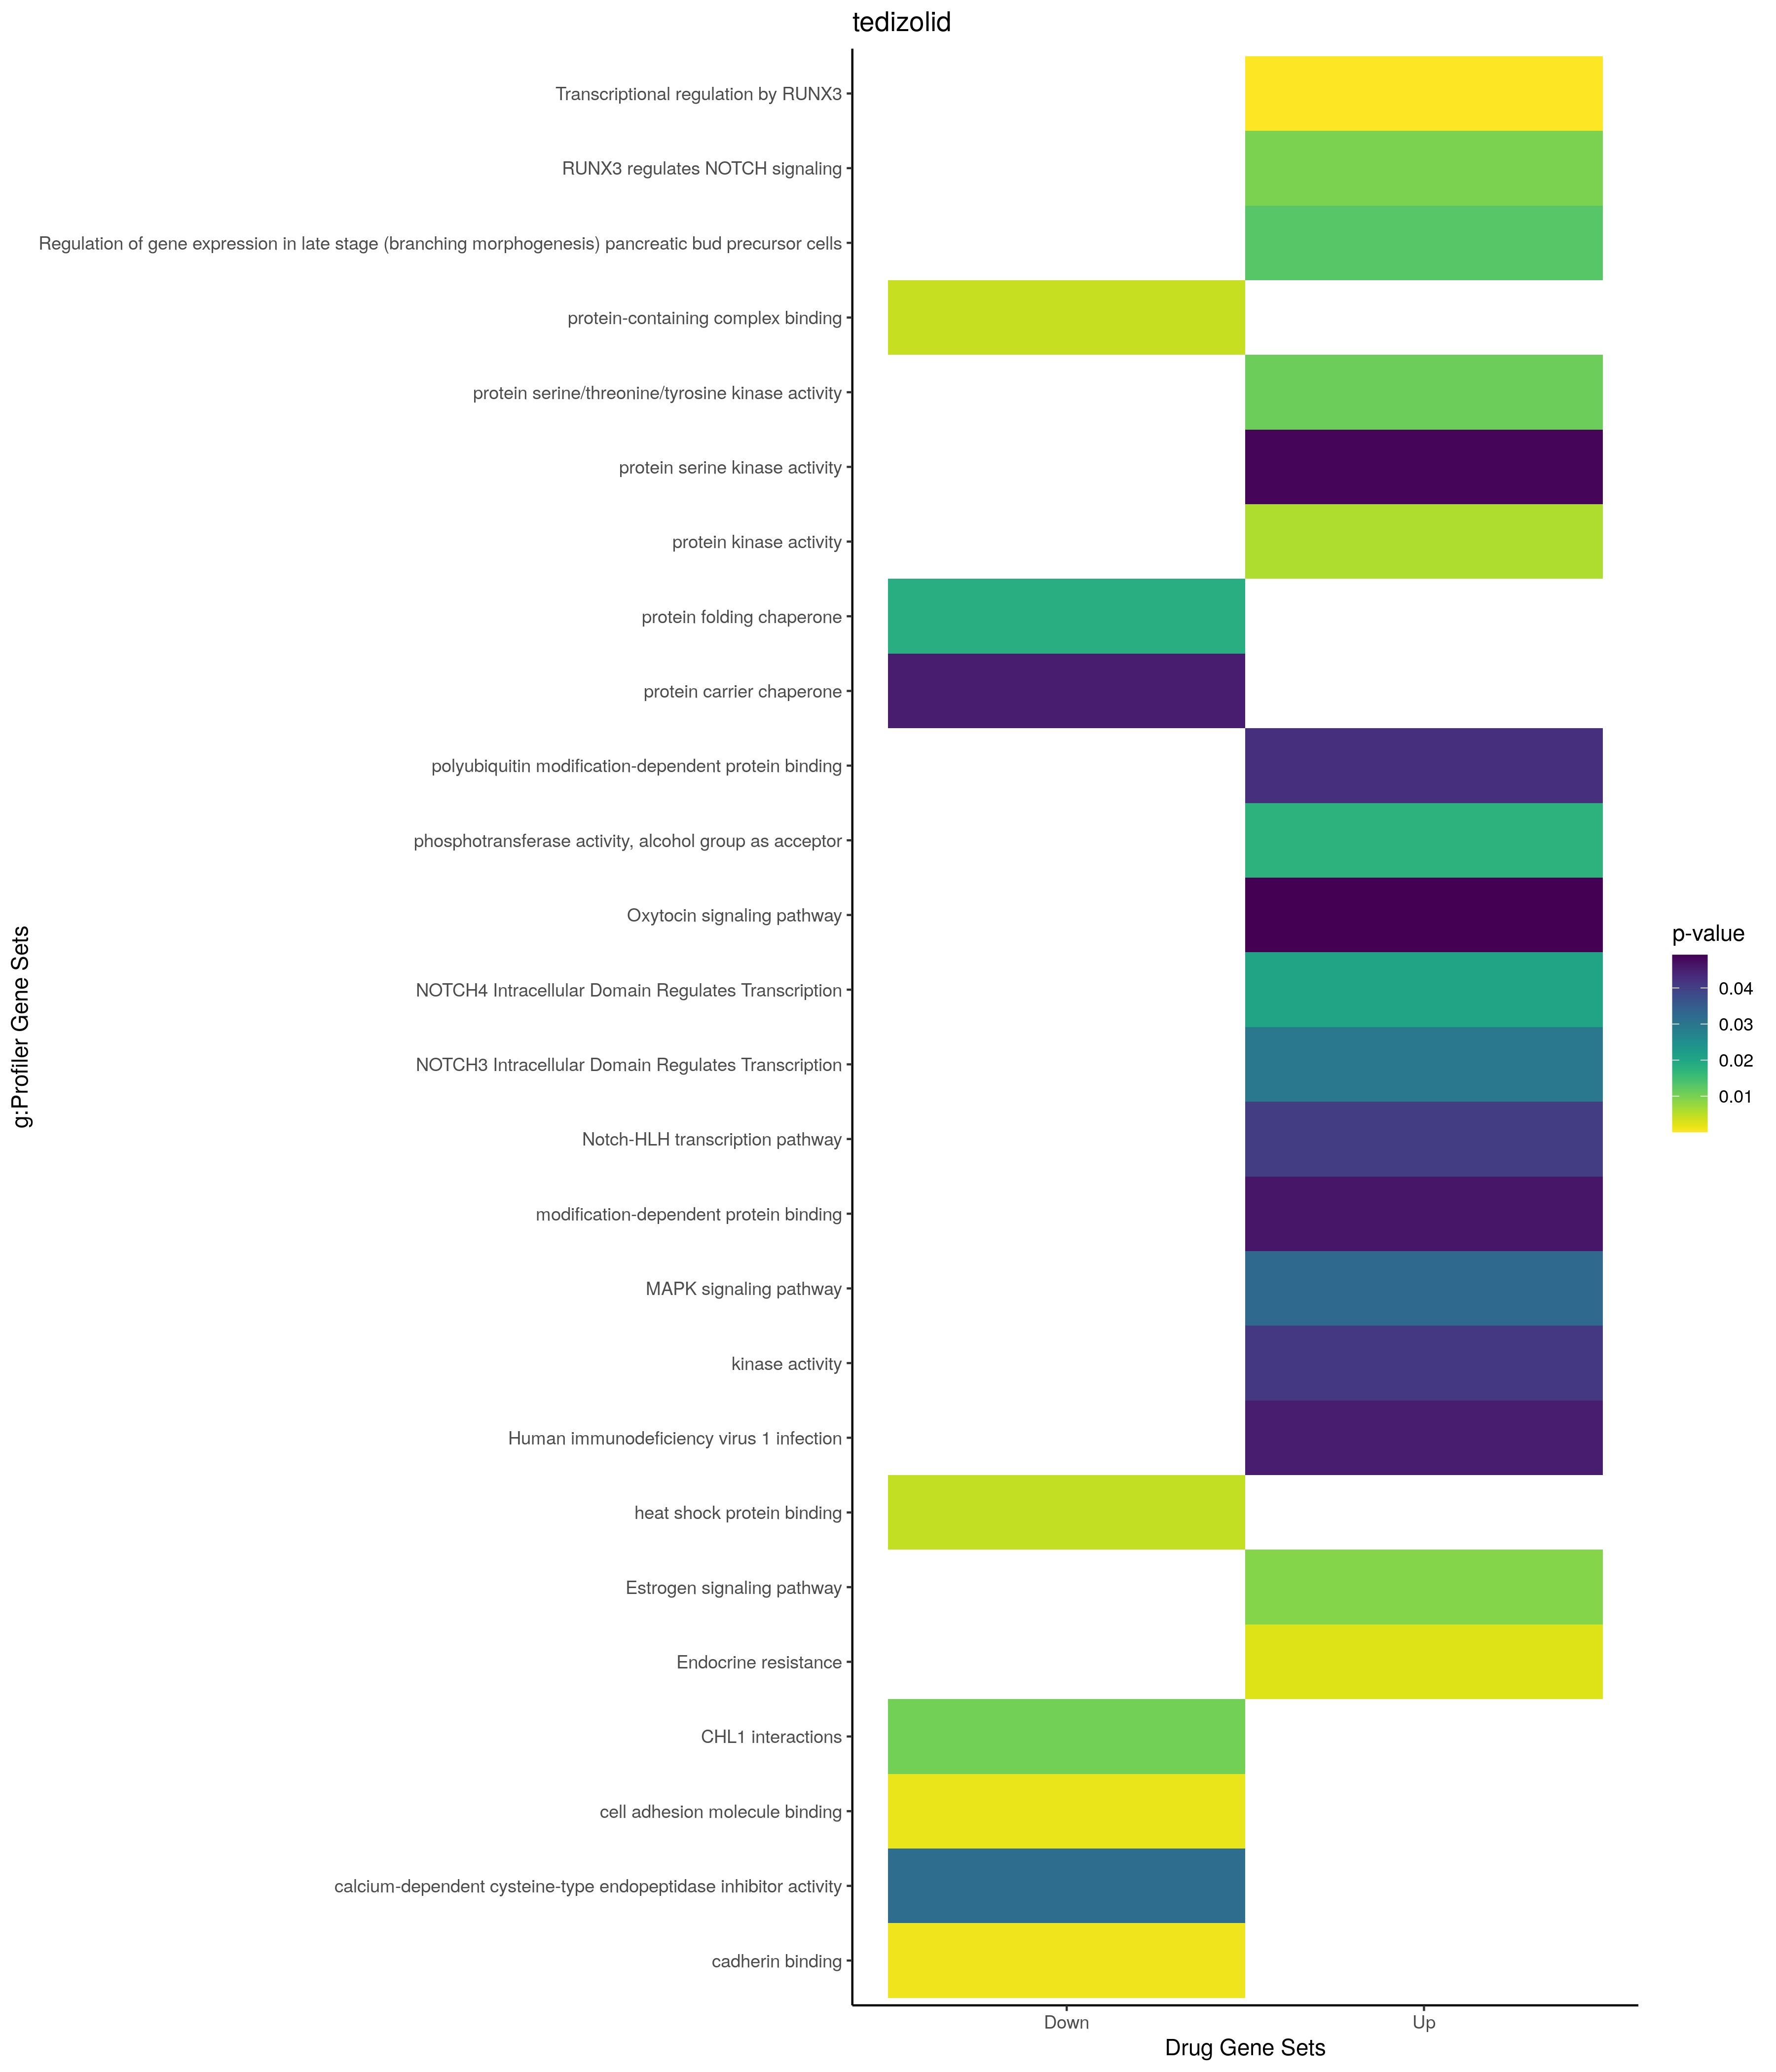 tedizolid
Transcriptional regulation by RUNX3
RUNX3 regulates NOTCH signaling
Regulation of gene expression in late stage (branching morphogenesis) pancreatic bud precursor cells
protein-containing complex binding
protein serine/threonine/tyrosine kinase activity
protein serine kinase activity
protein kinase activity
protein folding chaperone
protein carrier chaperone
polyubiquitin modification-dependent protein binding
phosphotransferase activity, alcohol group as acceptor
Oxytocin signaling pathway
NOTCH4 Intracellular Domain Regulates Transcription
NOTCH3 Intracellular Domain Regulates Transcription
Notch-HLH transcription pathway
modification-dependent protein binding
MAPK signaling pathway
kinase activity
Human immunodeficiency virus 1 infection
heat shock protein binding
Estrogen signaling pathway
Endocrine resistance
CHL1 interactions
cell adhesion molecule binding
calcium-dependent cysteine-type endopeptidase inhibitor activity
cadherin binding
g:Profiler Gene Sets
Down
Up
Drug Gene Sets
p-value
0.04
0.03
0.02
0.01